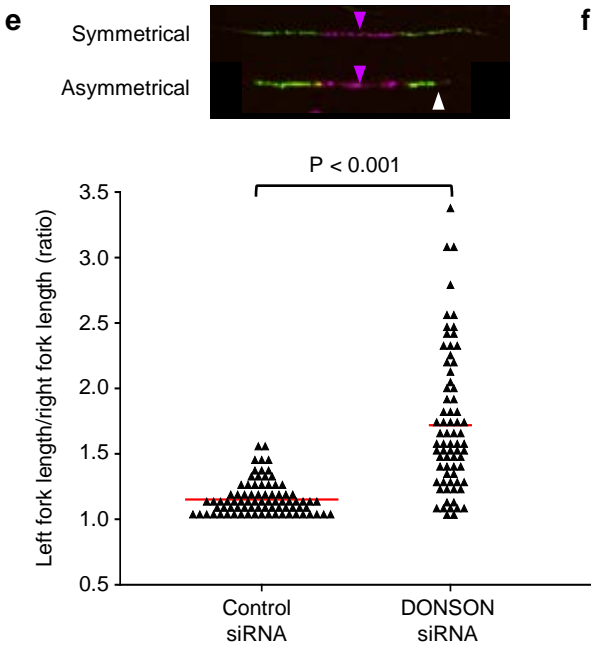 e
f
Symmetrical
Asymmetrical
P < 0.001
Left fork length/right fork length (ratio)
3.5
3.0
2.5
2.0
1.5
1.0
0.5
Control
siRNA
DONSON
siRNA